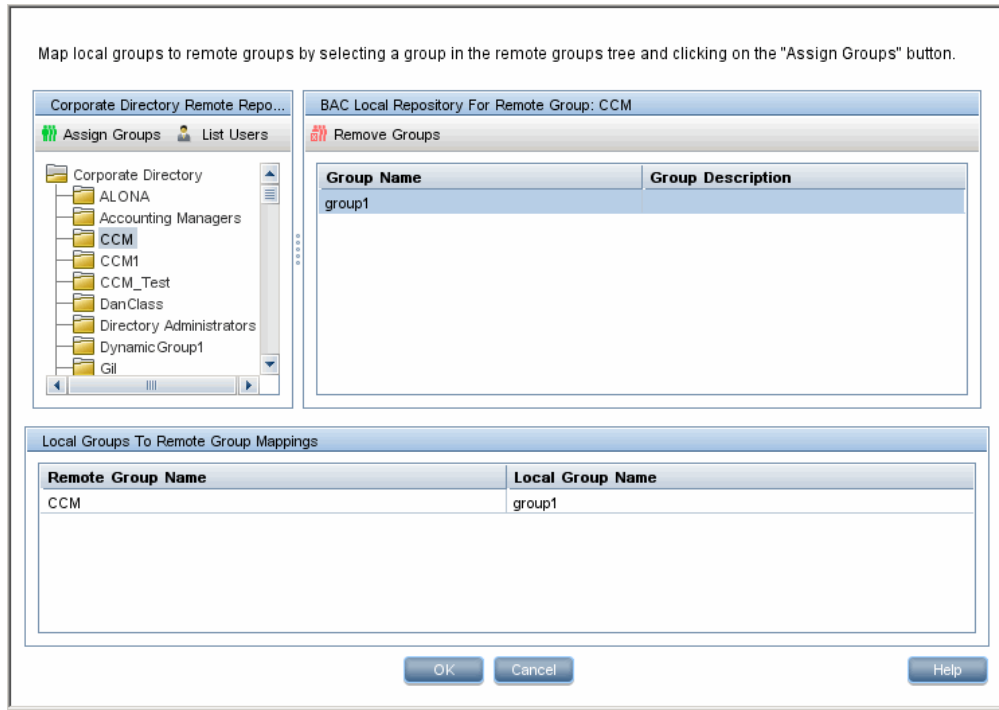 Map local groups to remote groups by selecting a group in the remote groups tree and clicking on the "Assign Groups" button.
Corporate Directory Remote Repo...
Assign Groups List Users
Corporate Directory
ALONA
Accounting Managers
CCM
CCM1
CCM_Test
DanClass
Directory Administrators
DynamicGroup1
Gil
BAC Local Repository For Remote Group: CCM
Remove Groups
Group Name Group Description
group1
Local Groups To Remote Group Mappings
Remote Group Name Local Group Name
CCM group1
OK Cancel Help